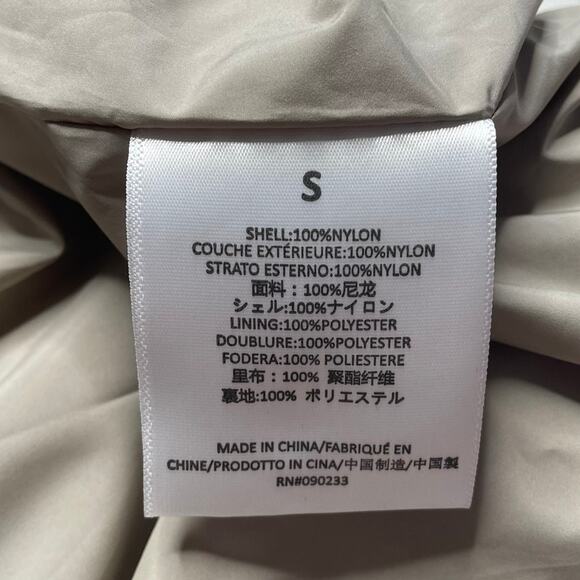 S
SHELL:100%NYLON
COUCHE EXTÉRIEURE:100%NYLON
STRATO ESTERNO:100%NYLON
面料：100%尼龙
シェル:100%ナイロン
LINING:100%POLYESTER
DOUBLURE:100%POLYESTER
FODERA:100% POLIESTERE
里布：100% 聚酯纤维
裏地:100% ポリエステル
MADE IN CHINA/FABRIQUÉ EN
CHINE/PRODOTTO IN CINA/中国制造/中国製
RN#090233